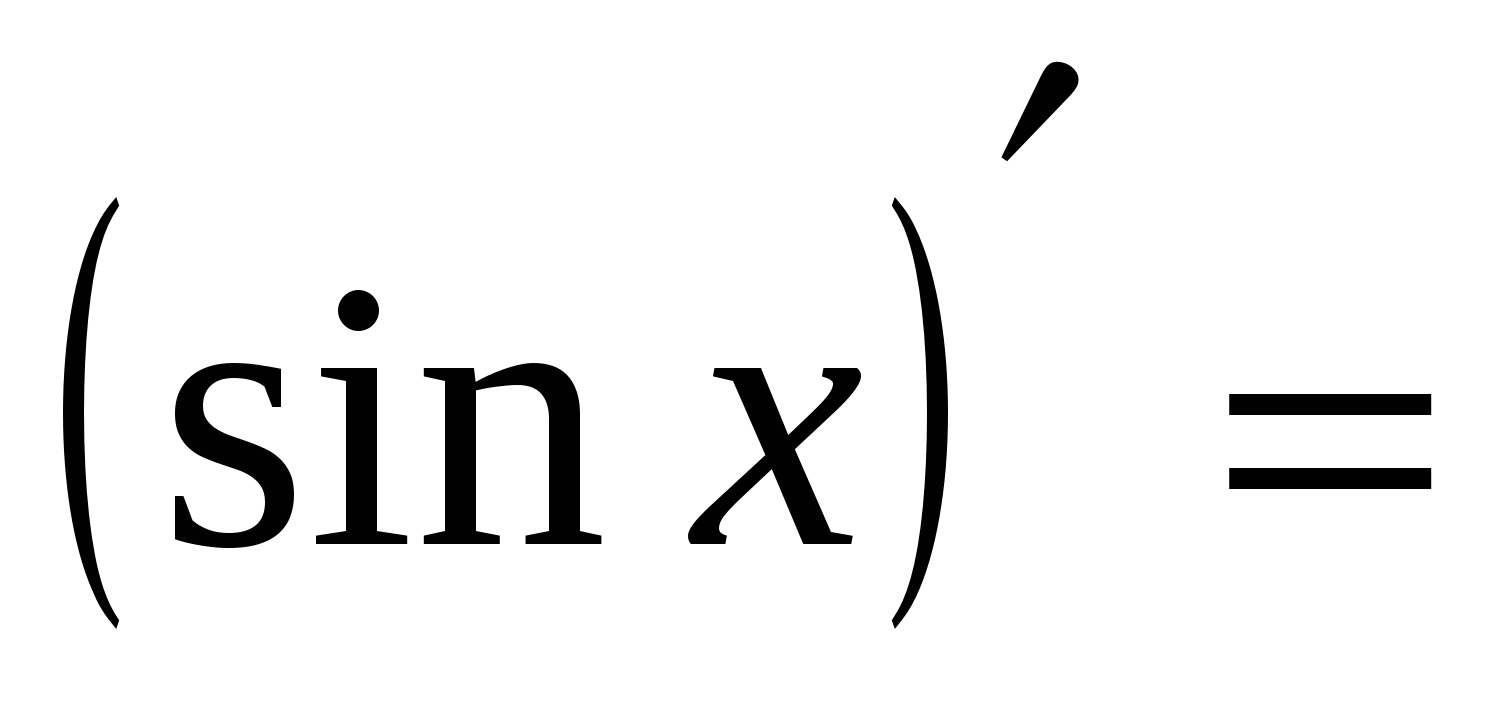 (sin x)′ =